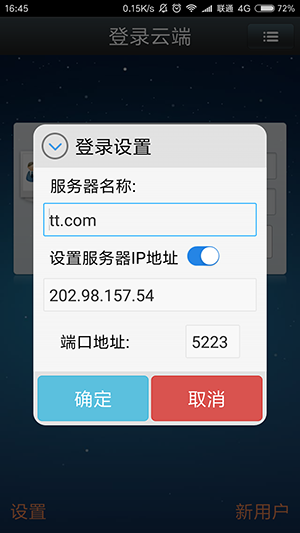 16:45
0.15K/s
联通 4G 72%
登录云端
登录设置
服务器名称:
tt.com
设置服务器IP地址
202.98.157.54
端口地址:
5223
确定
取消
设置
新用户